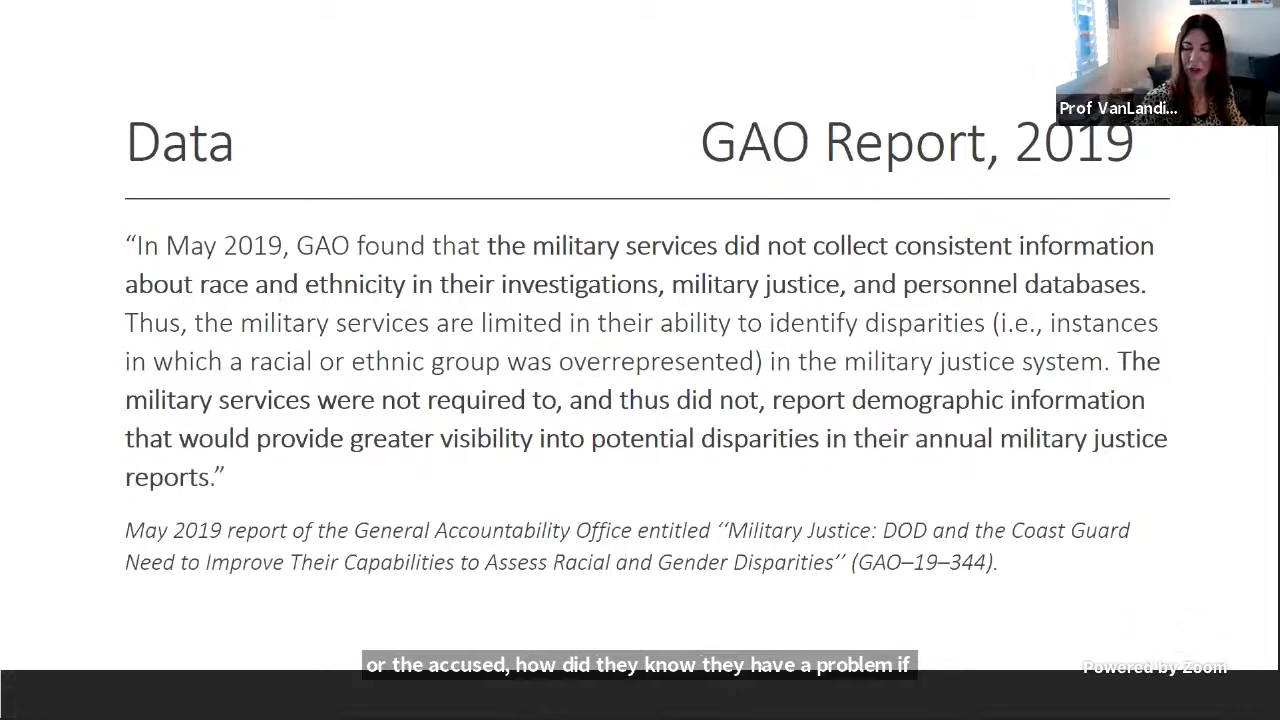 Prof VanLandi...
Data GAO Report, 2019
“In May 2019, GAO found that the military services did not collect consistent information
about race and ethnicity in their investigations, military justice, and personnel databases.
Thus, the military services are limited in their ability to identify disparities (i.e., instances
in which a racial or ethnic group was overrepresented) in the military justice system. The
military services were not required to, and thus did not, report demographic information
that would provide greater visibility into potential disparities in their annual military justice
reports.”
May 2019 report of the General Accountability Office entitled ‘‘Military Justice: DOD and the Coast Guard
Need to Improve Their Capabilities to Assess Racial and Gender Disparities’’ (GAO–19–344).
or the accused, how did they know they have a problem if
Powered by Zoom